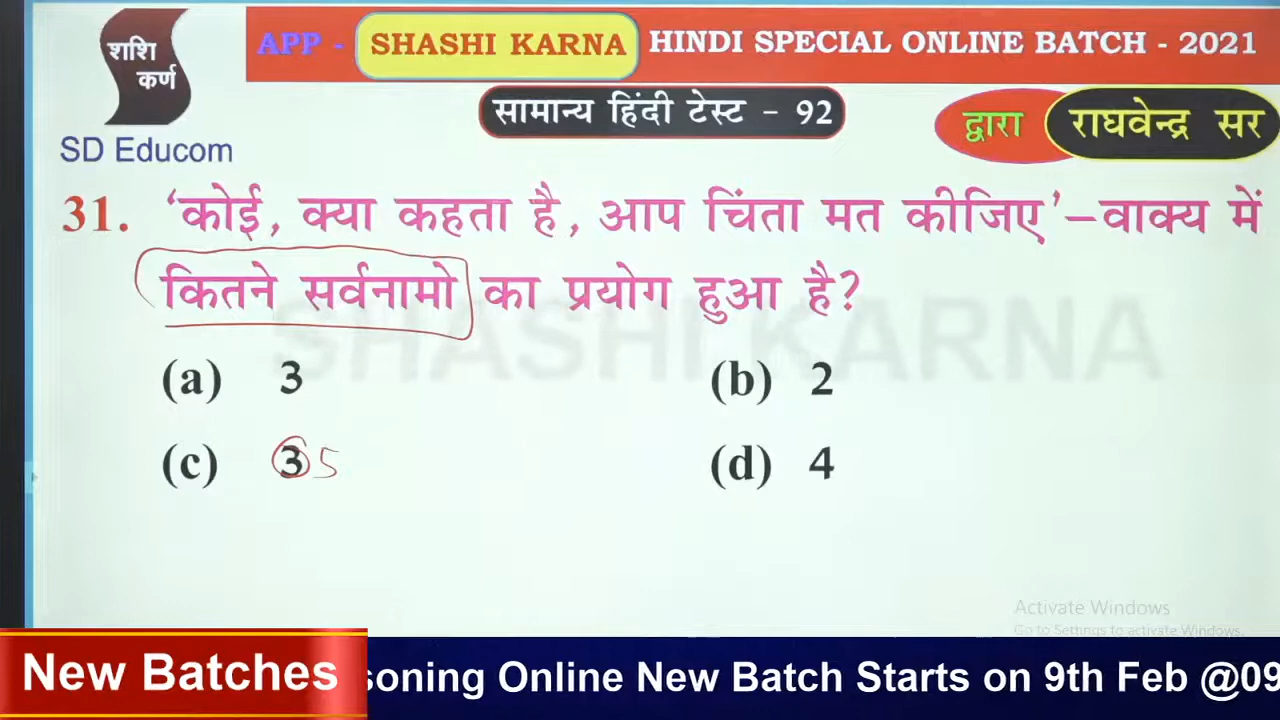 शशि
कर्ण
SD Educom
APP - SHASHI KARNA HINDI SPECIAL ONLINE BATCH - 2021
सामान्य हिंदी टेस्ट - 92
द्वारा राघवेन्द्र सर
31. ‘कोई, क्या कहता है, आप चिंता मत कीजिए’–वाक्य में
कितने सर्वनामो का प्रयोग हुआ है?
SHASHI KARNA
(a) 3 (b) 2
(c) 3 5 (d) 4
Activate Windows
Go to Settings to activate Windows.
New Batches soning Online New Batch Starts on 9th Feb @09